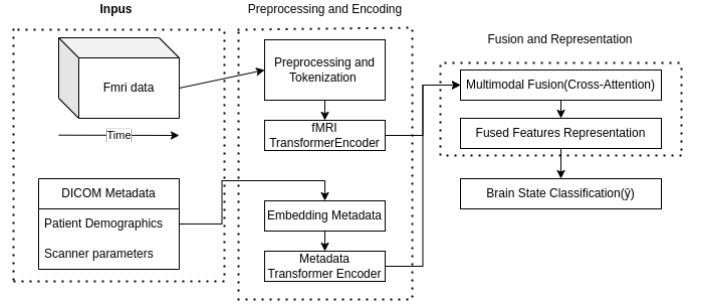 Inpus
Preprocessing and Encoding
Fusion and Representation
Fmri data
Time
DICOM Metadata
Patient Demographics
Scanner parameters
Preprocessing and
Tokenization
fMRI
TransformerEncoder
Embedding Metadata
Metadata
Transformer Encoder
Multimodal Fusion(Cross-Attention)
Fused Features Representation
Brain State Classification(ŷ)